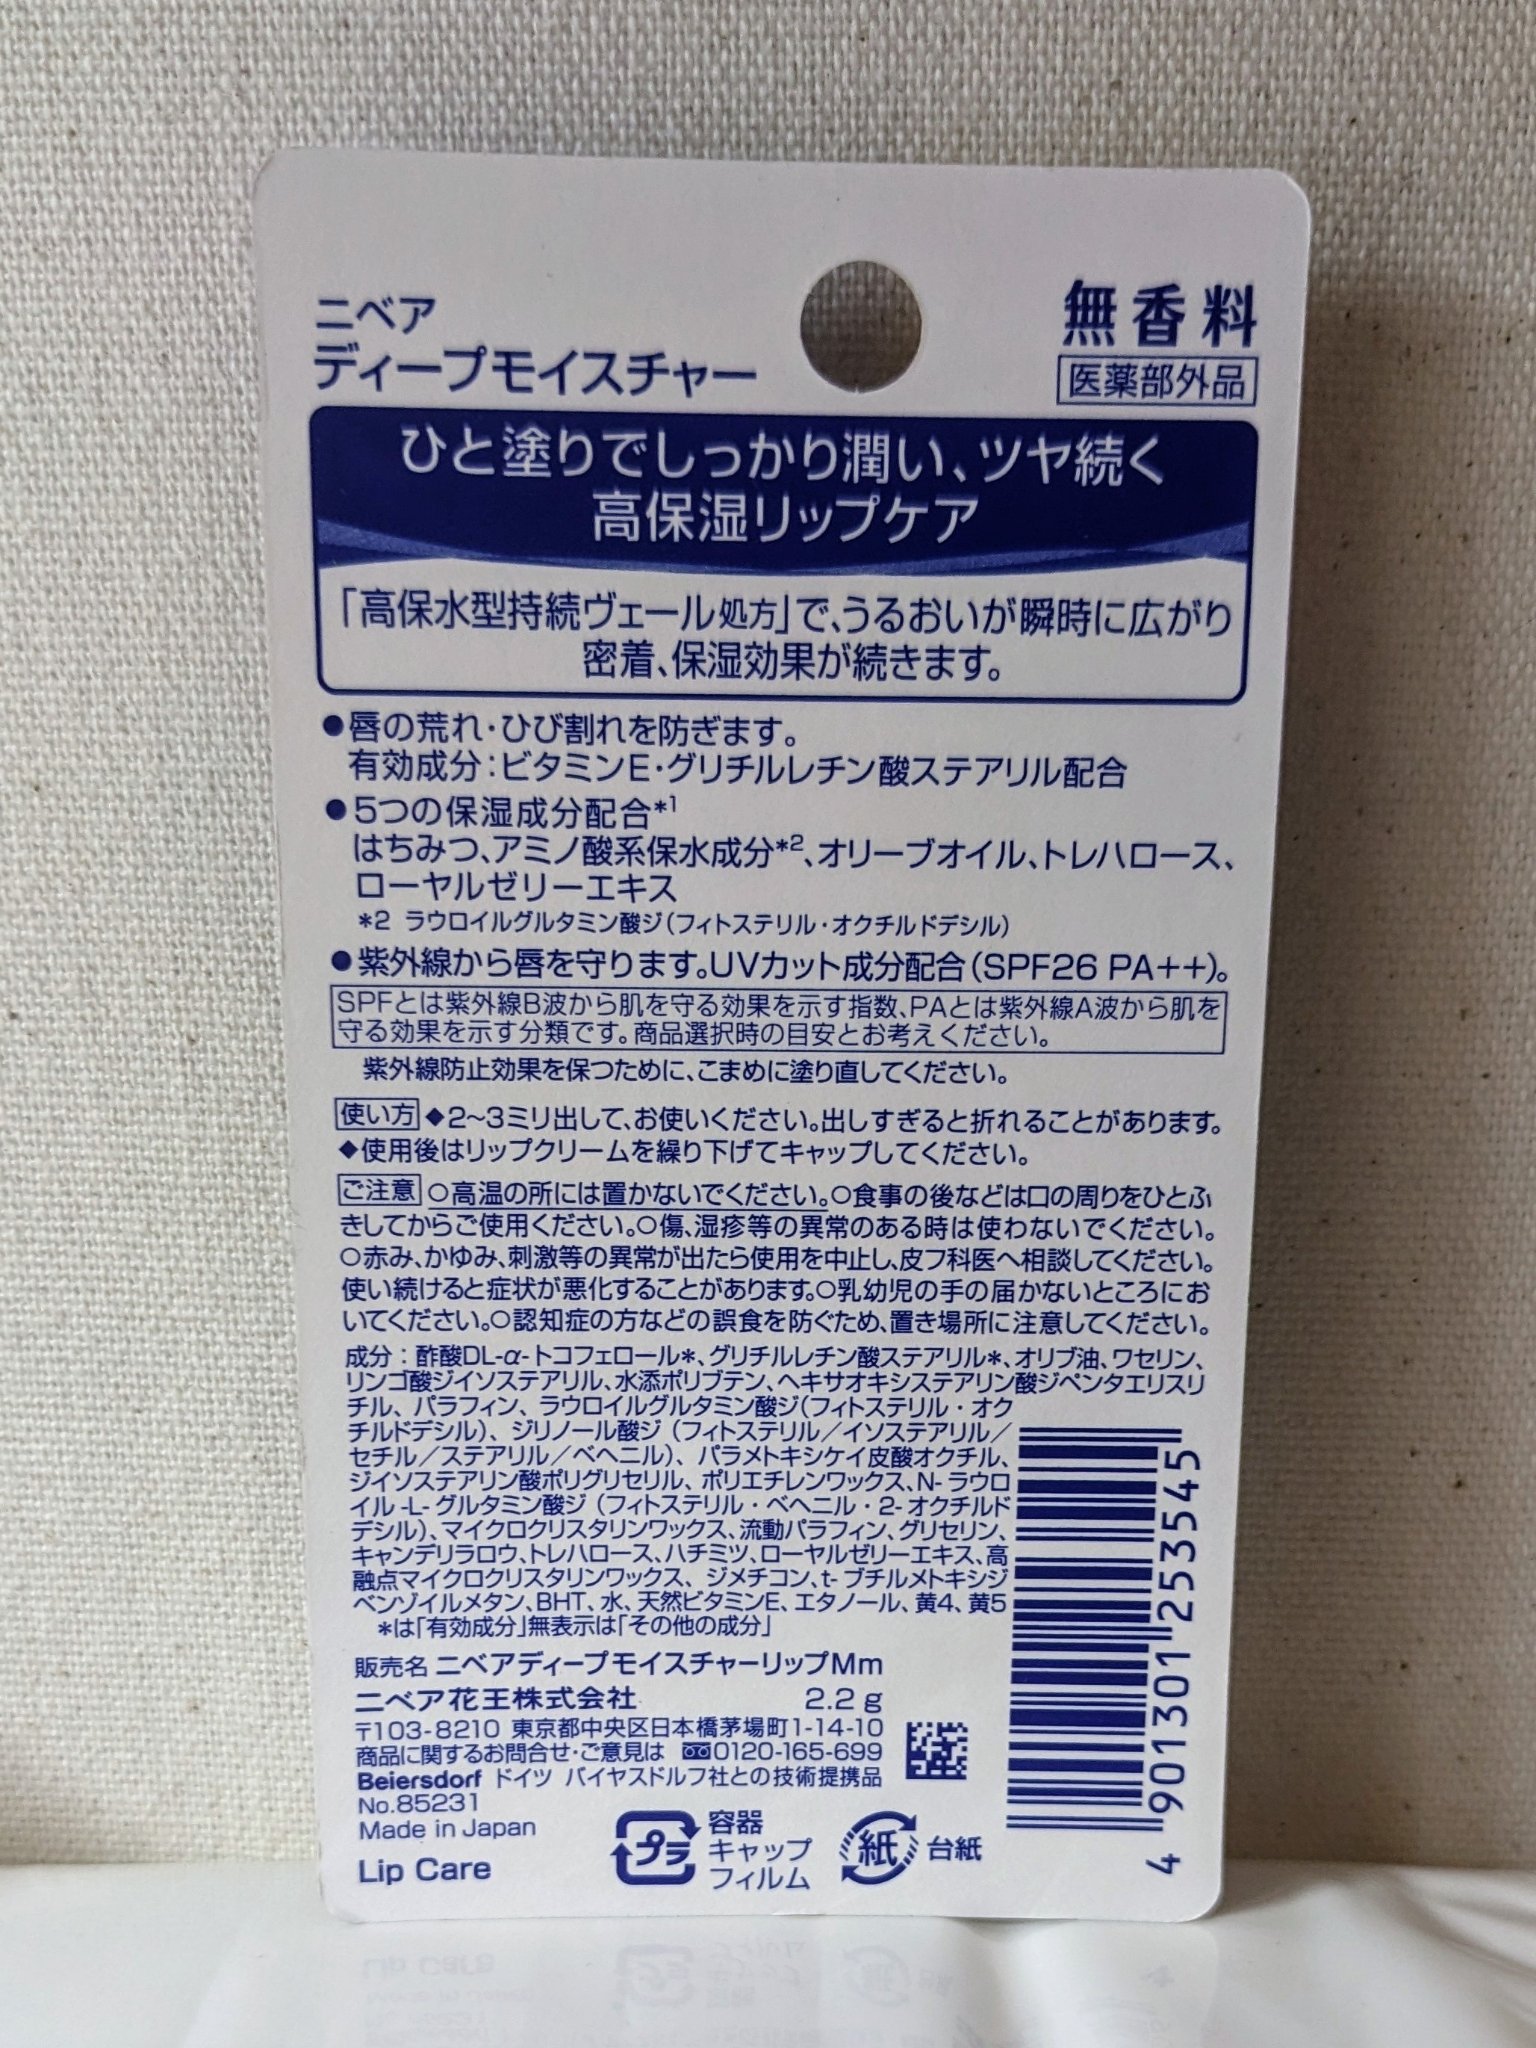 ニベア
ディープモイスチャー
無香料
医薬部外品
ひと塗りでしっかり潤い、ツヤ続く
高保湿リップケア
「高保水型持続ヴェール処方」で、うるおいが瞬時に広がり
密着、保湿効果が続きます。
●唇の荒れ・ひび割れを防ぎます。
有効成分：ビタミンE・グリチルレチン酸ステアリル配合
●5つの保湿成分配合*1
はちみつ、アミノ酸系保水成分*2、オリーブオイル、トレハロース、
ローヤルゼリーエキス
*2 ラウロイルグルタミン酸ジ(フィトステリル・オクチルドデシル)
●紫外線から唇を守ります。UVカット成分配合(SPF26 PA++)。
SPFとは紫外線B波から肌を守る効果を示す指数、PAとは紫外線A波から肌を
守る効果を示す分類です。商品選択時の目安とお考えください。
紫外線防止効果を保つために、こまめに塗り直してください。
使い方 ◆2～3ミリ出して、お使いください。出しすぎると折れることがあります。
◆使用後はリップクリームを繰り下げてキャップしてください。
ご注意 ○高温の所には置かないでください。○食事の後などは口の周りをひとふ
きしてからご使用ください。○傷、湿疹等の異常のある時は使わないでください。
○赤み、かゆみ、刺激等の異常が出たら使用を中止し、皮フ科医へ相談してください。
使い続けると症状が悪化することがあります。○乳幼児の手の届かないところにお
いてください。○認知症の方などの誤食を防ぐため、置き場所に注意してください。
成分：酢酸DL-α-トコフェロール*、グリチルレチン酸ステアリル*、オリブ油、ワセリン、
リンゴ酸ジイソステアリル、水添ポリブテン、ヘキサオキシステアリン酸ジペンタエリスリ
チル、パラフィン、ラウロイルグルタミン酸ジ(フィトステリル・オク
チルドデシル)、ジリノール酸ジ(フィトステリル／イソステアリル／
セチル／ステアリル／ベヘニル)、パラメトキシケイ皮酸オクチル、
ジイソステアリン酸ポリグリセリル、ポリエチレンワックス、N-ラウロ
イル-L-グルタミン酸ジ(フィトステリル・ベヘニル・2-オクチルド
デシル)、マイクロクリスタリンワックス、流動パラフィン、グリセリン、
キャンデリラロウ、トレハロース、ハチミツ、ローヤルゼリーエキス、高
融点マイクロクリスタリンワックス、ジメチコン、t-ブチルメトキシジ
ベンゾイルメタン、BHT、水、天然ビタミンE、エタノール、黄4、黄5
*は「有効成分」無表示は「その他の成分」
販売名 ニベアディープモイスチャーリップMm
ニベア花王株式会社 2.2g
〒103-8210 東京都中央区日本橋茅場町1-14-10
商品に関するお問合せ・ご意見は 0120-165-699
Beiersdorf ドイツ バイヤスドルフ社との技術提携品
No.85231
Made in Japan
Lip Care
プラ
容器
キャップ
フィルム
紙
台紙
4 901301 253545